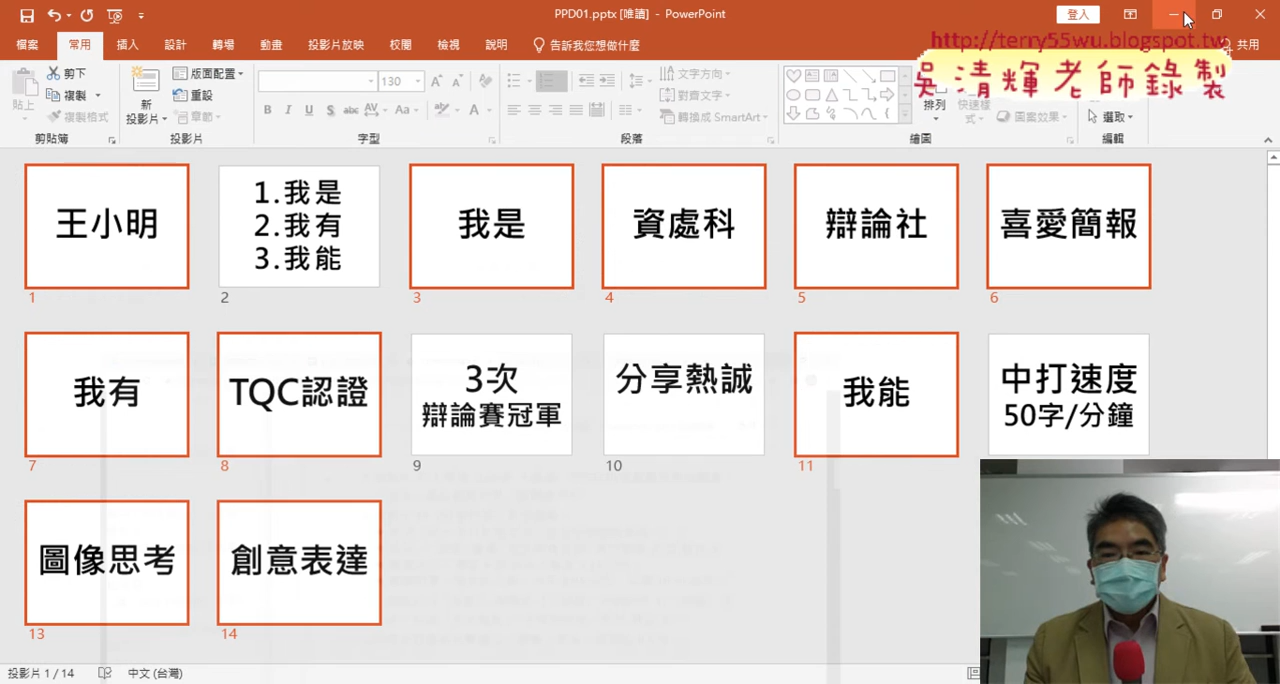 PPD01.pptx [唯讀] - PowerPoint
登入
檔案 常用 插入 設計 轉場 動畫 投影片放映 校閱 檢視 說明 告訴我您想做什麼 共用
http://terry55wu.blogspot.tw
吳清輝老師錄製
貼上
剪下
複製
複製格式
剪貼簿
新
投影片
版面配置
重設
章節
投影片
130
B I U S abc AV Aa A
字型
文字方向
對齊文字
轉換成 SmartArt
段落
排列
快速樣
式
圖案效果
繪圖
選取
編輯
王小明
1
1.我是
2.我有
3.我能
2
我是
3
資處科
4
辯論社
5
喜愛簡報
6
我有
7
TQC認證
8
3次
辯論賽冠軍
9
分享熱誠
10
我能
11
中打速度
50字/分鐘
圖像思考
13
創意表達
14
投影片 1 / 14 中文 (台灣)